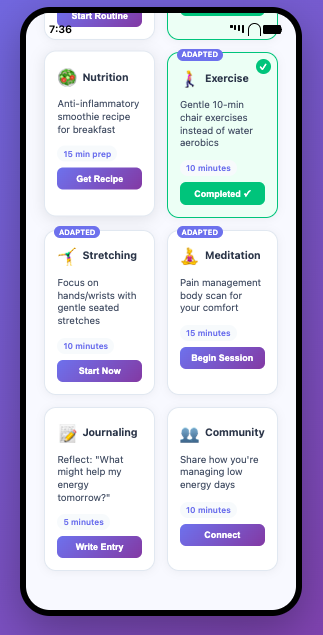 Start Routine
7:36
Nutrition
Anti-inflammatory
smoothie recipe
for breakfast
15 min prep
Get Recipe
ADAPTED
Exercise
Gentle 10-min
chair exercises
instead of water
aerobics
10 minutes
Completed ✓
ADAPTED
Stretching
Focus on
hands/wrists with
gentle seated
stretches
10 minutes
Start Now
ADAPTED
Meditation
Pain management
body scan for
your comfort
15 minutes
Begin Session
Journaling
Reflect: "What
might help my
energy
tomorrow?"
5 minutes
Write Entry
Community
Share how you're
managing low
energy days
10 minutes
Connect